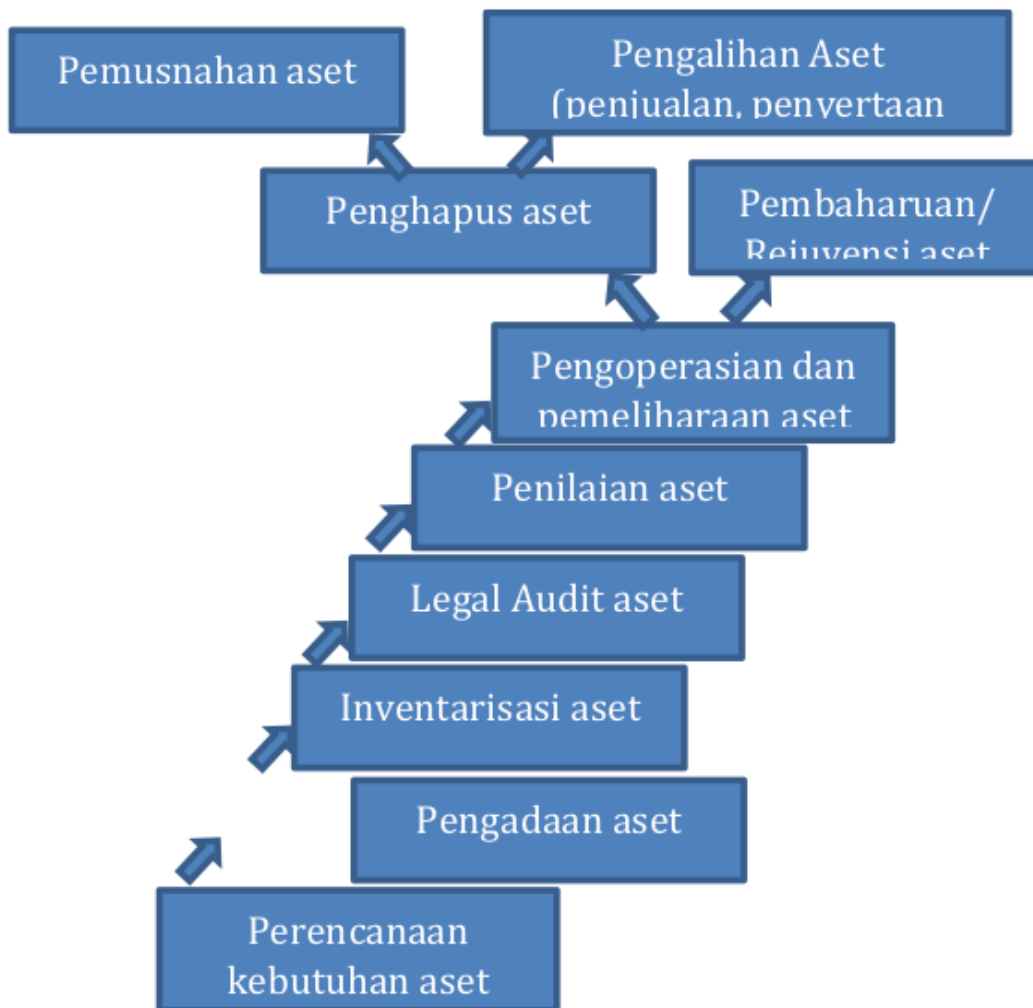 Pemusnahan aset
Pengalihan Aset
(penjualan, penyertaan
Penghapus aset
Pembaharuan/
Rejuvensi aset
Pengoperasian dan
pemeliharaan aset
Penilaian aset
Legal Audit aset
Inventarisasi aset
Pengadaan aset
Perencanaan
kebutuhan aset